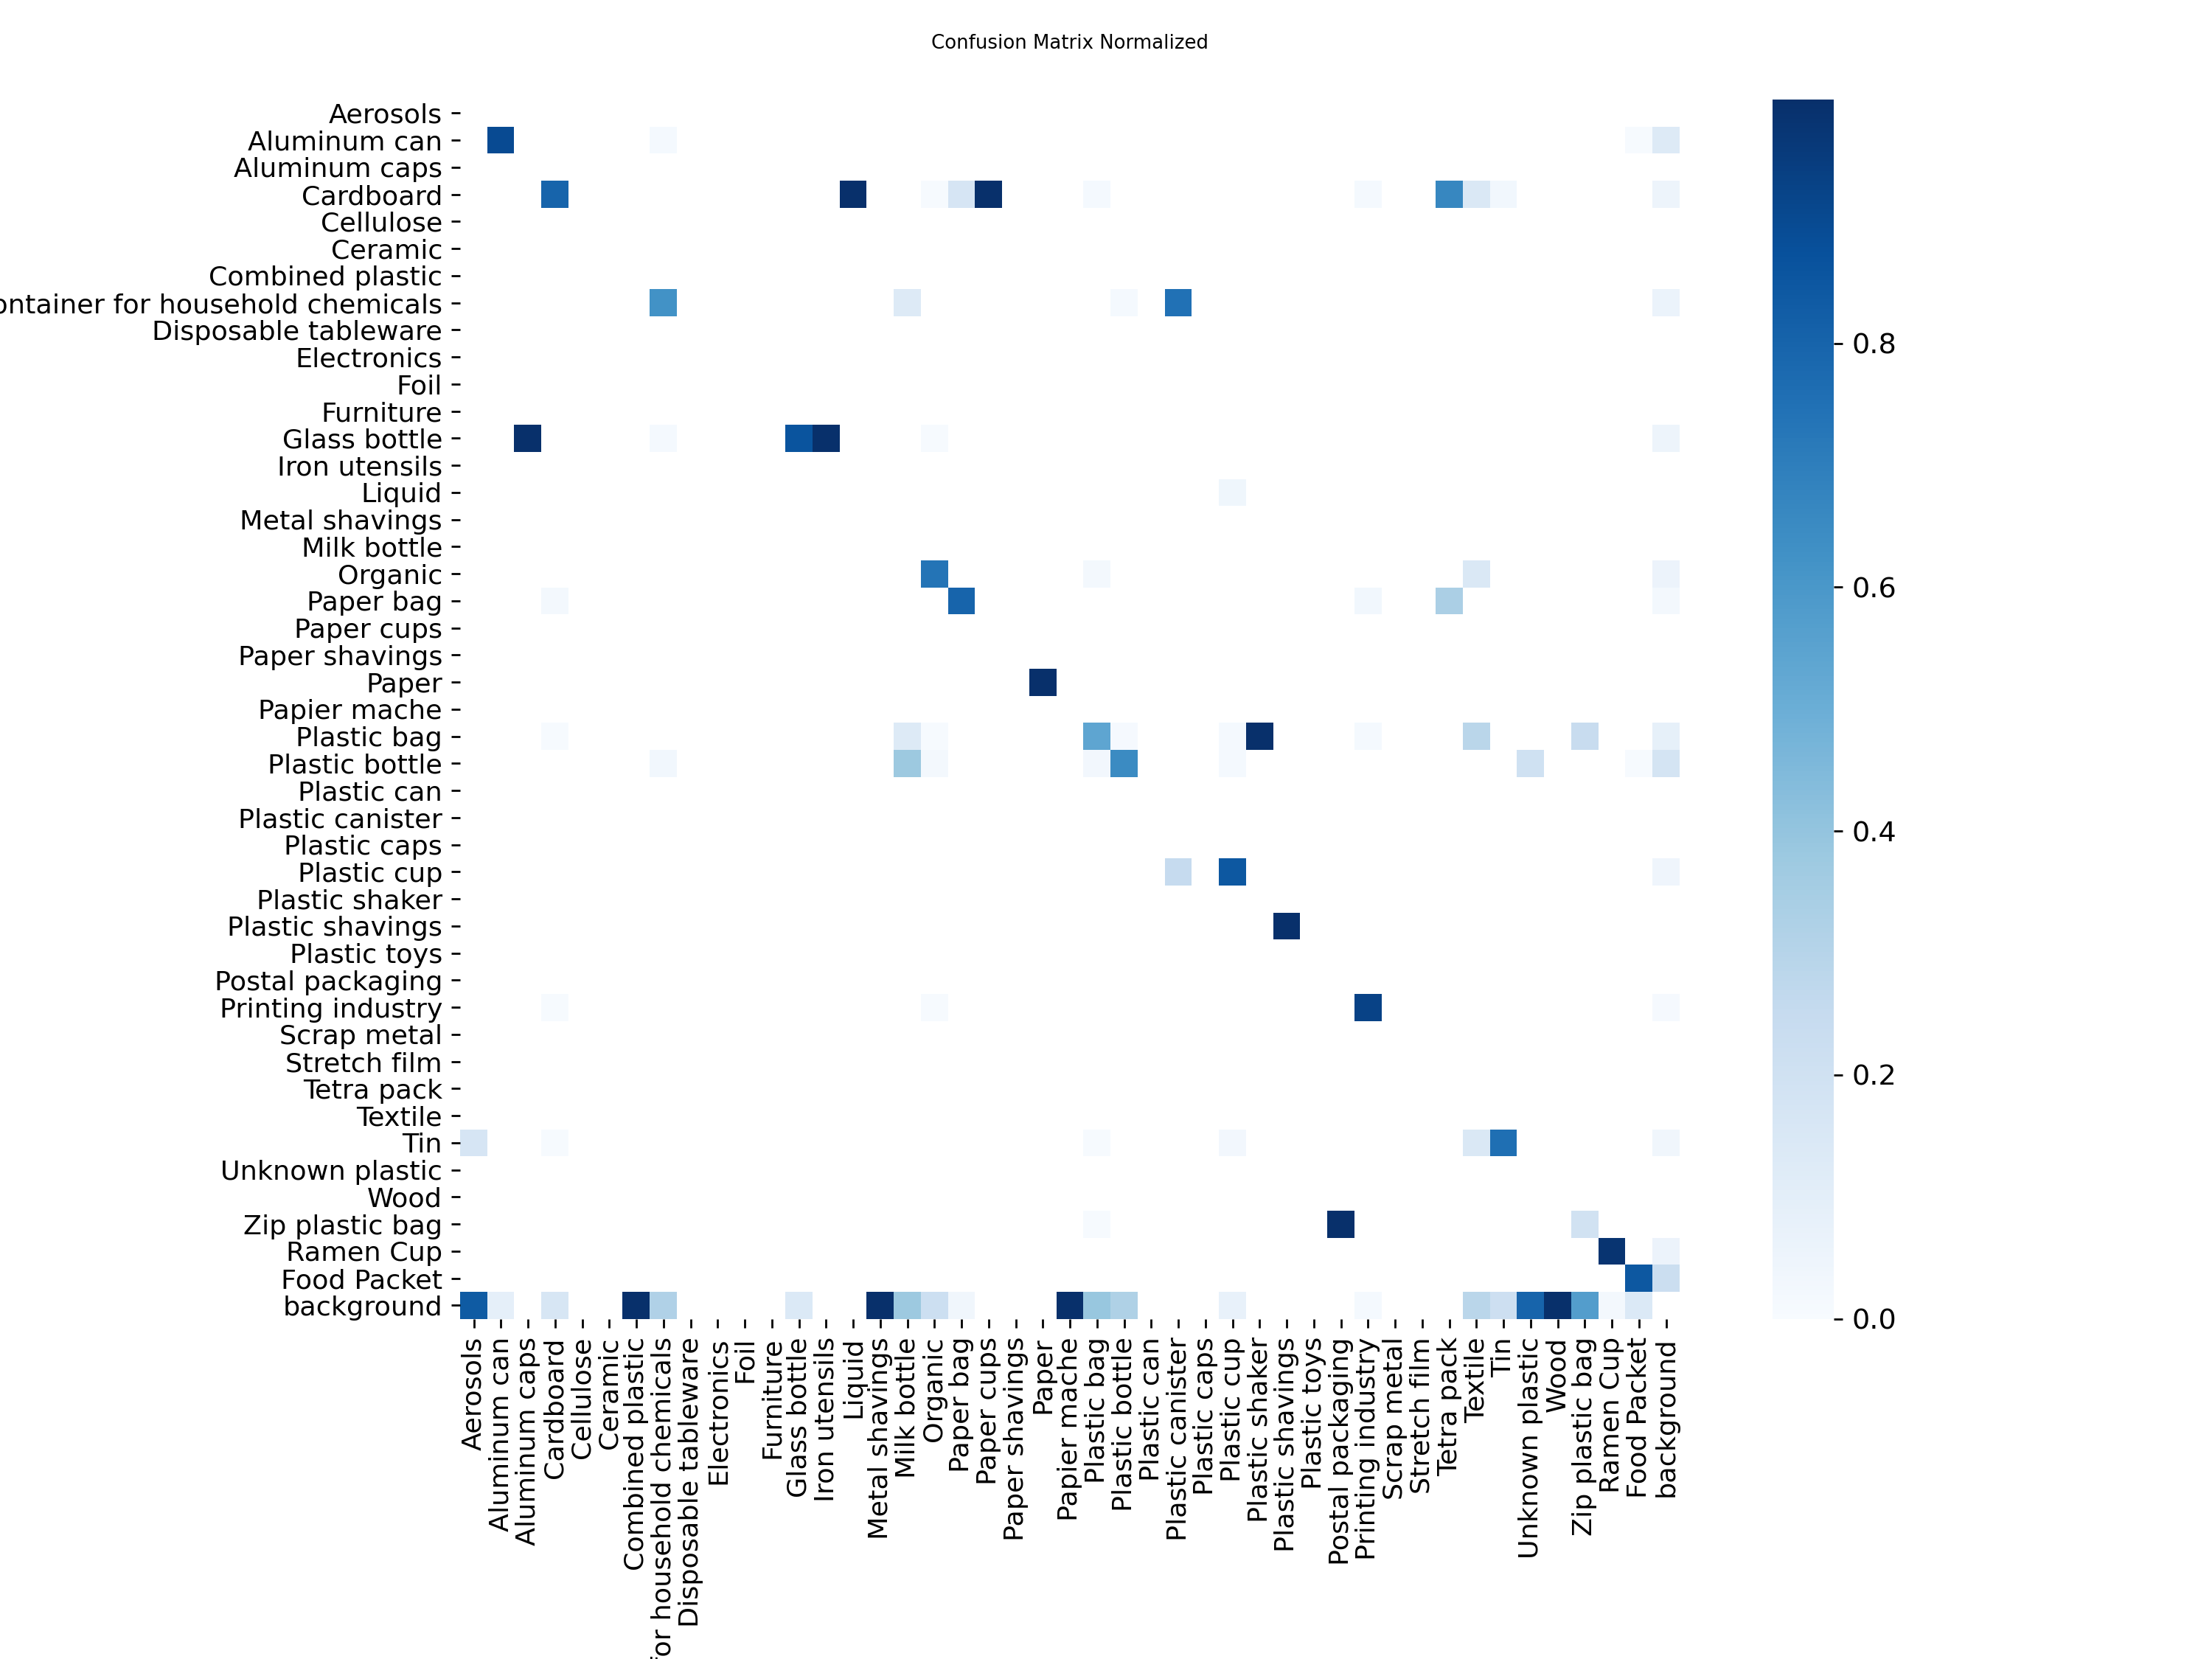 Confusion Matrix Normalized
Aerosols
Aluminum can
Aluminum caps
Cardboard
Cellulose
Ceramic
Combined plastic
ontainer for household chemicals
Disposable tableware
Electronics
Foil
Furniture
Glass bottle
Iron utensils
Liquid
Metal shavings
Milk bottle
Organic
Paper bag
Paper cups
Paper shavings
Paper
Papier mache
Plastic bag
Plastic bottle
Plastic can
Plastic canister
Plastic caps
Plastic cup
Plastic shaker
Plastic shavings
Plastic toys
Postal packaging
Printing industry
Scrap metal
Stretch film
Tetra pack
Textile
Tin
Unknown plastic
Wood
Zip plastic bag
Ramen Cup
Food Packet
background
Aerosols
Aluminum can
Aluminum caps
Cardboard
Cellulose
Ceramic
Combined plastic
for household chemicals
Disposable tableware
Electronics
Foil
Furniture
Glass bottle
Iron utensils
Liquid
Metal shavings
Milk bottle
Organic
Paper bag
Paper cups
Paper shavings
Paper
Papier mache
Plastic bag
Plastic bottle
Plastic can
Plastic canister
Plastic caps
Plastic cup
Plastic shaker
Plastic shavings
Plastic toys
Postal packaging
Printing industry
Scrap metal
Stretch film
Tetra pack
Textile
Tin
Unknown plastic
Wood
Zip plastic bag
Ramen Cup
Food Packet
background
0.8
0.6
0.4
0.2
0.0